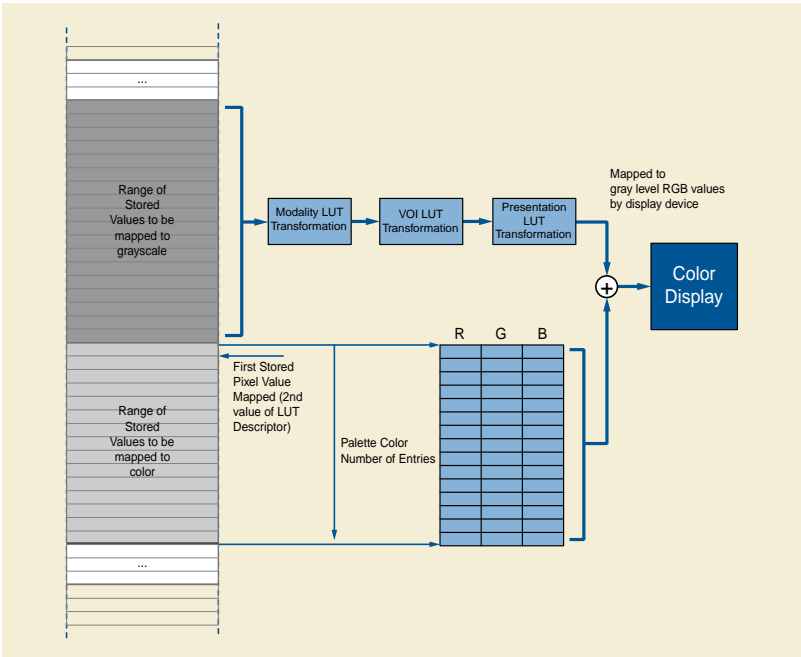 ...
Range of
Stored
Values to be
mapped to
grayscale
Modality LUT
Transformation
VOI LUT
Transformation
Presentation
LUT
Transformation
Mapped to
gray level RGB values
by display device
+
Color
Display
R G B
First Stored
Pixel Value
Mapped (2nd
value of LUT
Descriptor)
Palette Color
Number of Entries
Range of
Stored
Values to be
mapped to
color
...